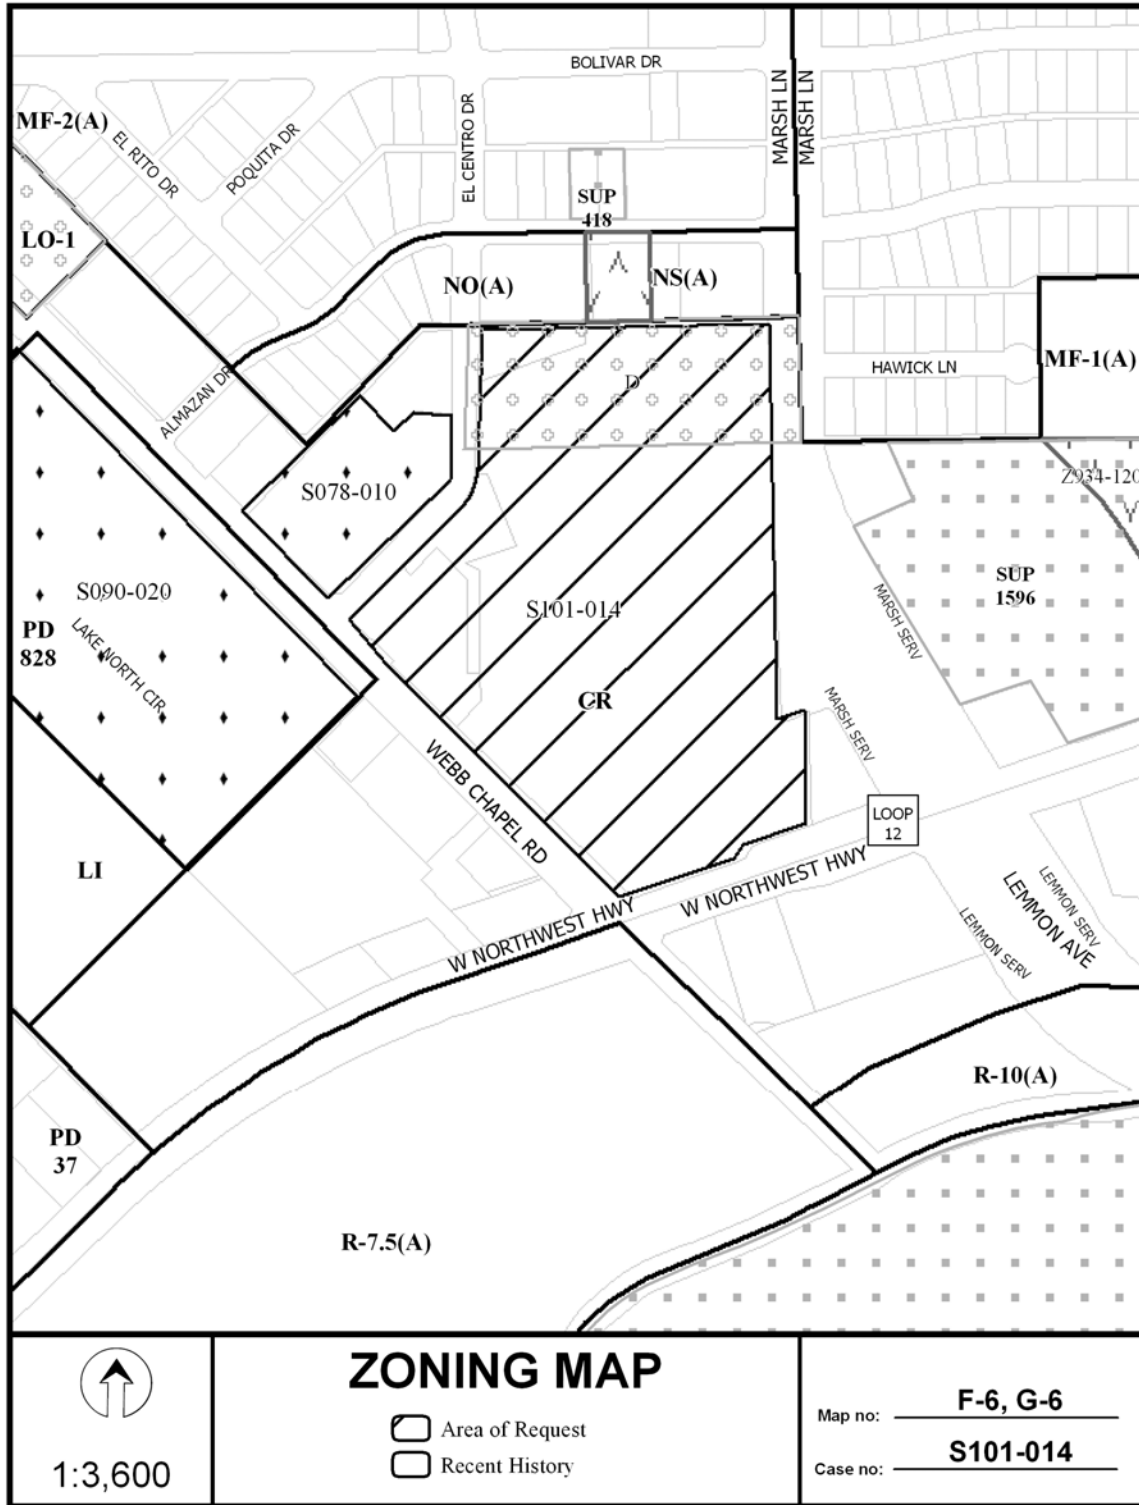 BOLIVAR DR
MARSH LN
MARSH LN
MF-2(A)
EL RITO DR
POQUITA DR
EL CENTRO DR
SUP
418
LO-1
NO(A)
NS(A)
ALMAZAN DR
D
HAWICK LN
MF-1(A)
S078-010
Z934-120
S090-020
PD
828
LAKE NORTH CIR
S101-014
SUP
1596
MARSH SERV
CR
MARSH SERV
WEBB CHAPEL RD
LOOP
12
LI
W NORTHWEST HWY
W NORTHWEST HWY
LEMMON SERV
LEMMON AVE
LEMMON SERV
R-10(A)
PD
37
R-7.5(A)
1:3,600
ZONING MAP
Area of Request
Recent History
Map no: F-6, G-6
Case no: S101-014